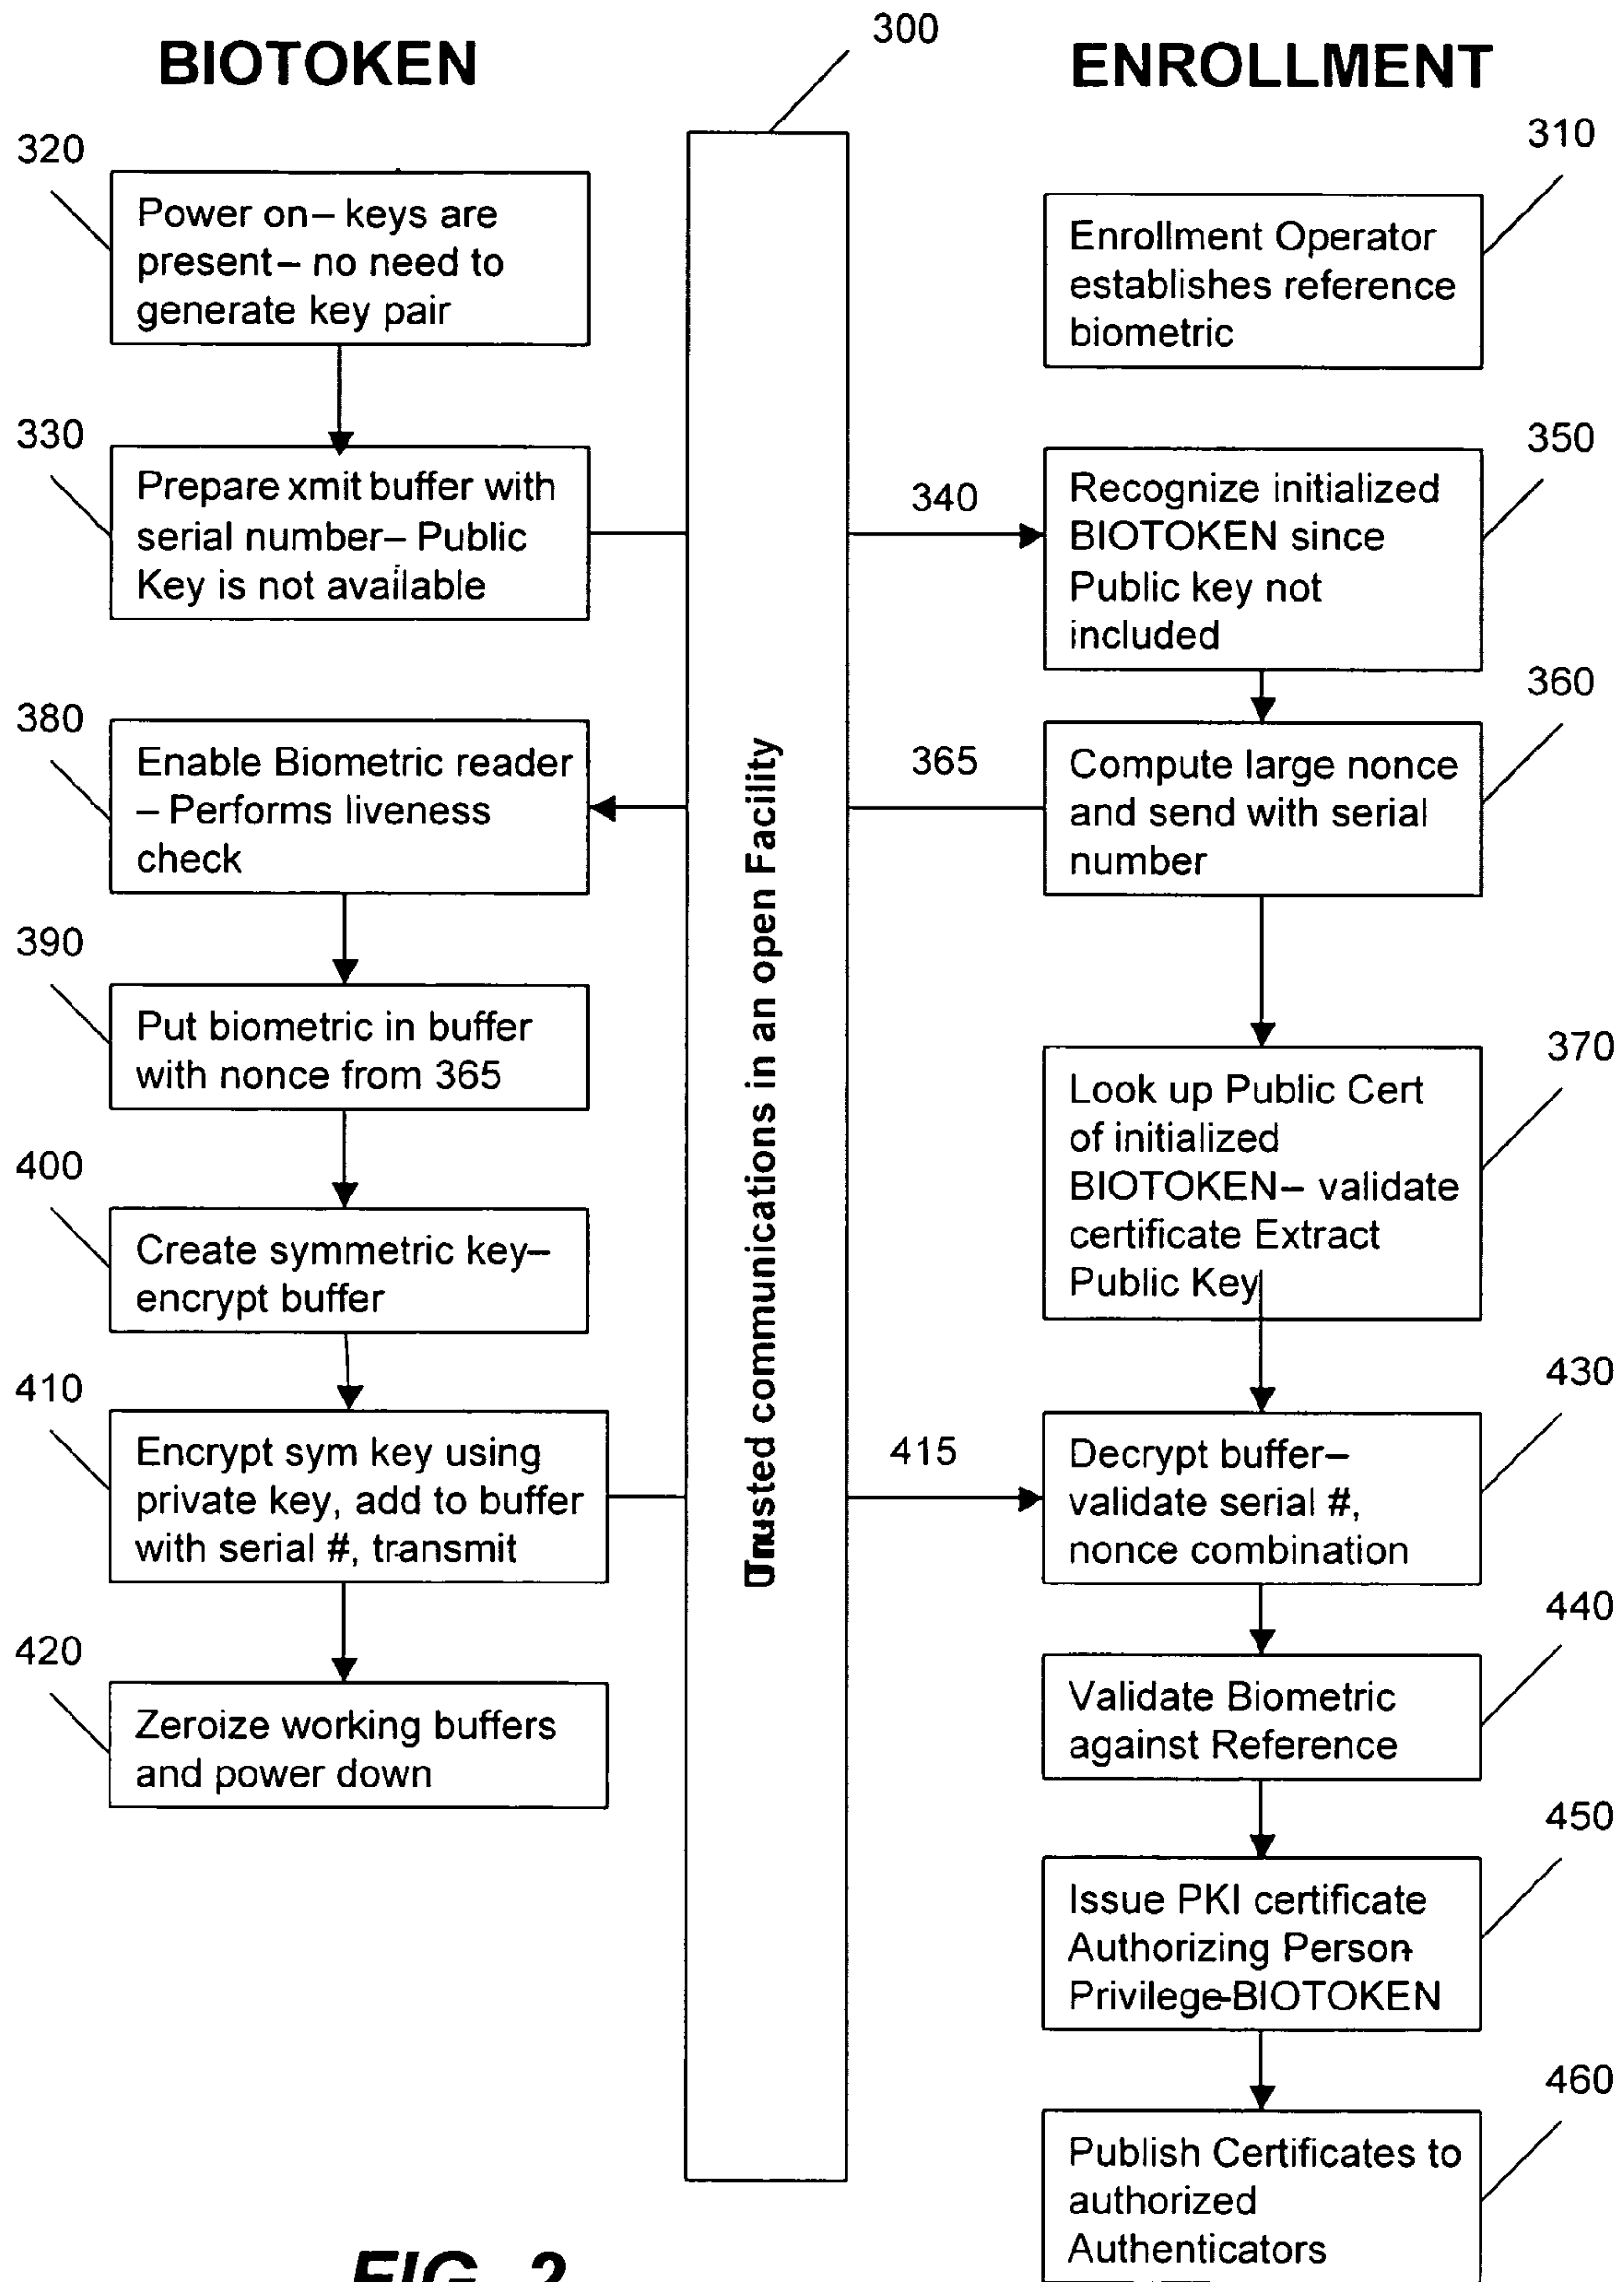 300
BIOTOKEN
ENROLLMENT
320
Power on– keys are
present– no need to
generate key pair
310
Enrollment Operator
establishes reference
biometric
330
Prepare xmit buffer with
serial number– Public
Key is not available
340
350
Recognize initialized
BIOTOKEN since
Public key not
included
380
Enable Biometric reader
– Performs liveness
check
365
360
Compute large nonce
and send with serial
number
Unusted communications in an open Facility
390
Put biometric in buffer
with nonce from 365
370
Look up Public Cert
of initialized
BIOTOKEN– validate
certificate Extract
Public Key
400
Create symmetric key–
encrypt buffer
410
Encrypt sym key using
private key, add to buffer
with serial #, transmit
415
430
Decrypt buffer–
validate serial #,
nonce combination
420
Zeroize working buffers
and power down
440
Validate Biometric
against Reference
450
Issue PKI certificate
Authorizing Person-
Privilege-BIOTOKEN
460
Publish Certificates to
authorized
Authenticators
FIG. 2